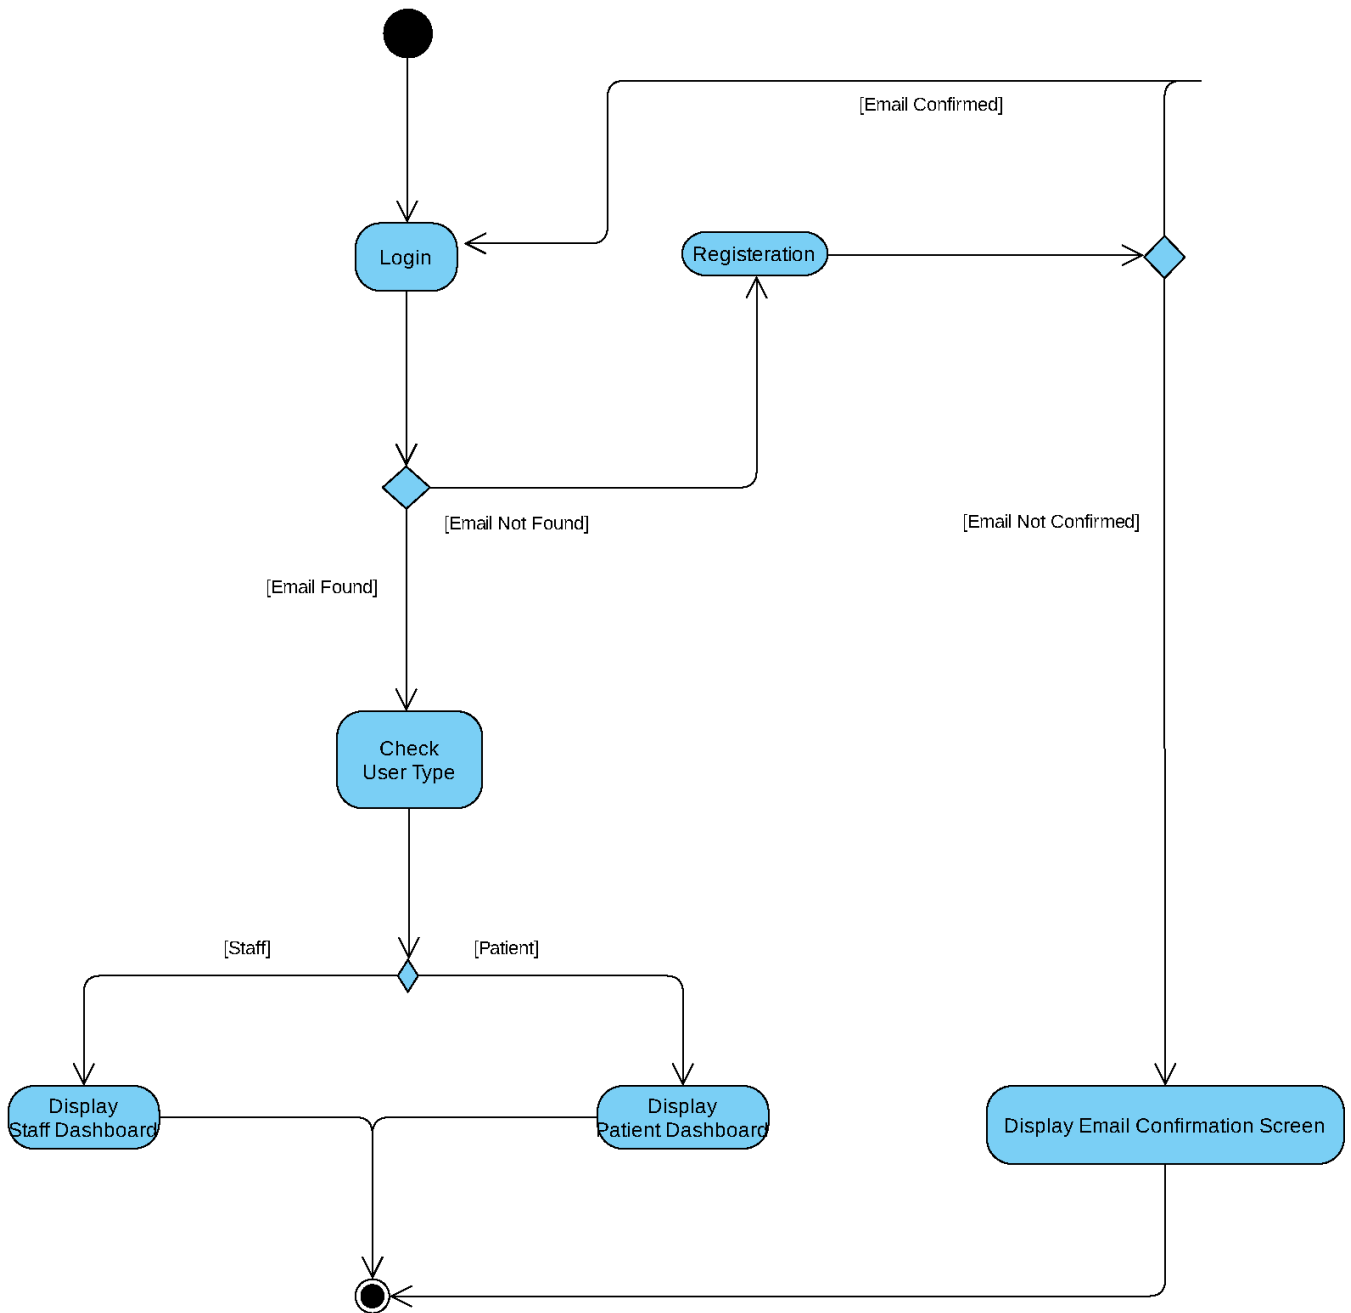 [Email Confirmed]
Login
Registeration
[Email Not Found]
[Email Not Confirmed]
[Email Found]
Check
User Type
[Staff]
[Patient]
Display
Staff Dashboard
Display
Patient Dashboard
Display Email Confirmation Screen